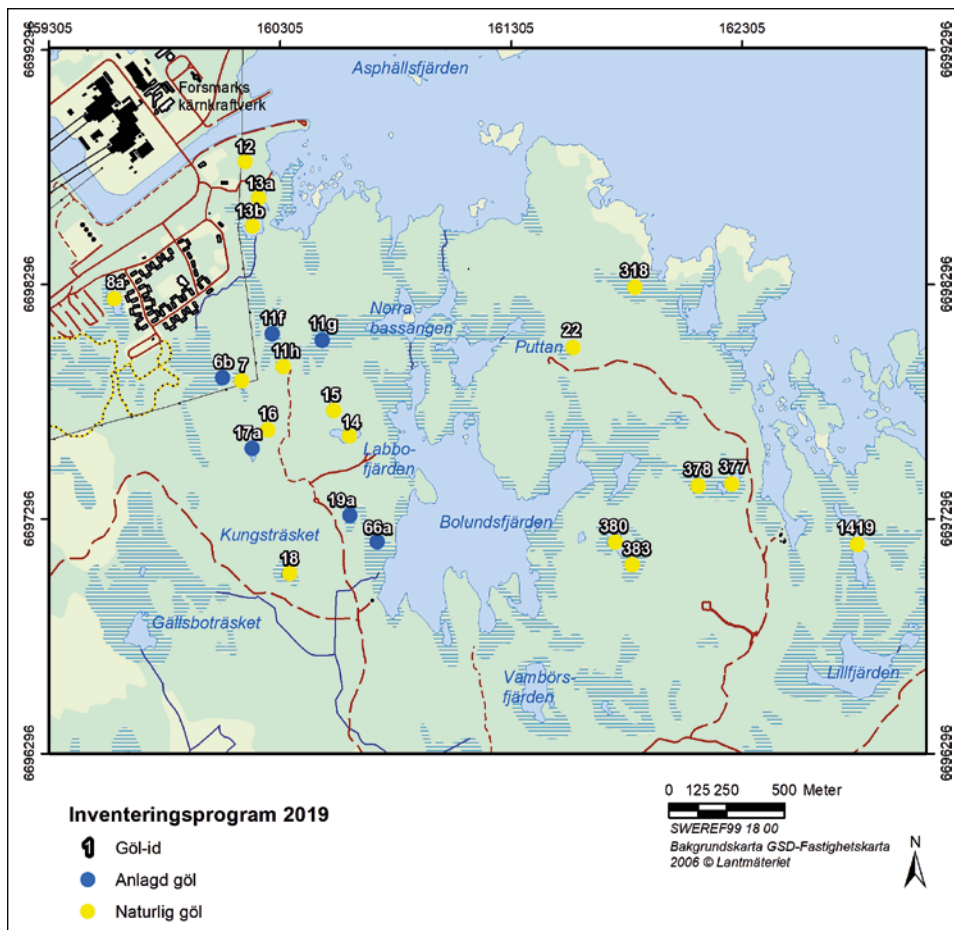 159305
160305
161305
162305
6699296
6699296
Asphällsfjärden
Forsmarks
kärnkraftverk
12
13a
13b
6698296
6698296
8a
318
Norra
bassängen
11f
11g
22
Puttan
11h
6b
7
15
16
14
17a
Labbo-
fjärden
378
377
6697296
6697296
19a
Bolundsfjärden
66a
380
1419
Kungsträsket
383
18
Gällsboträsket
Lillfjärden
Vambörs-
fjärden
6696296
6696296
Inventeringsprogram 2019
1 Göl-id
Anlagd göl
Naturlig göl
0 125 250 500 Meter
SWEREF99 18 00
Bakgrundskarta GSD-Fastighetskarta
2006 © Lantmäteriet
N